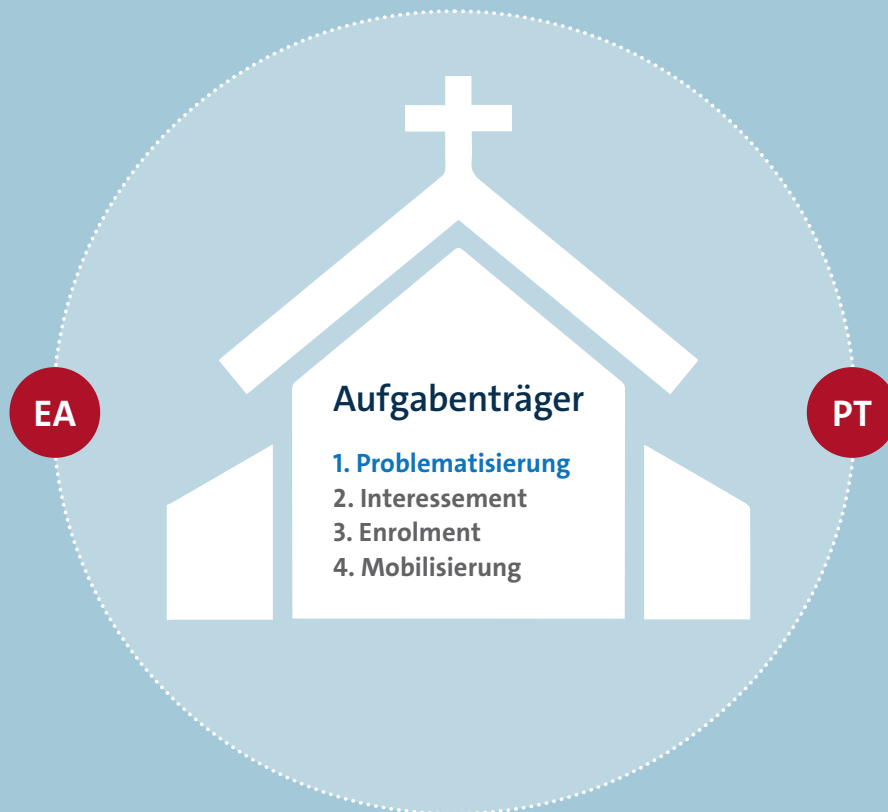 Aufgabenträger
EA
PT
1. Problematisierung
2. Interessement
3. Enrolment
4. Mobilisierung